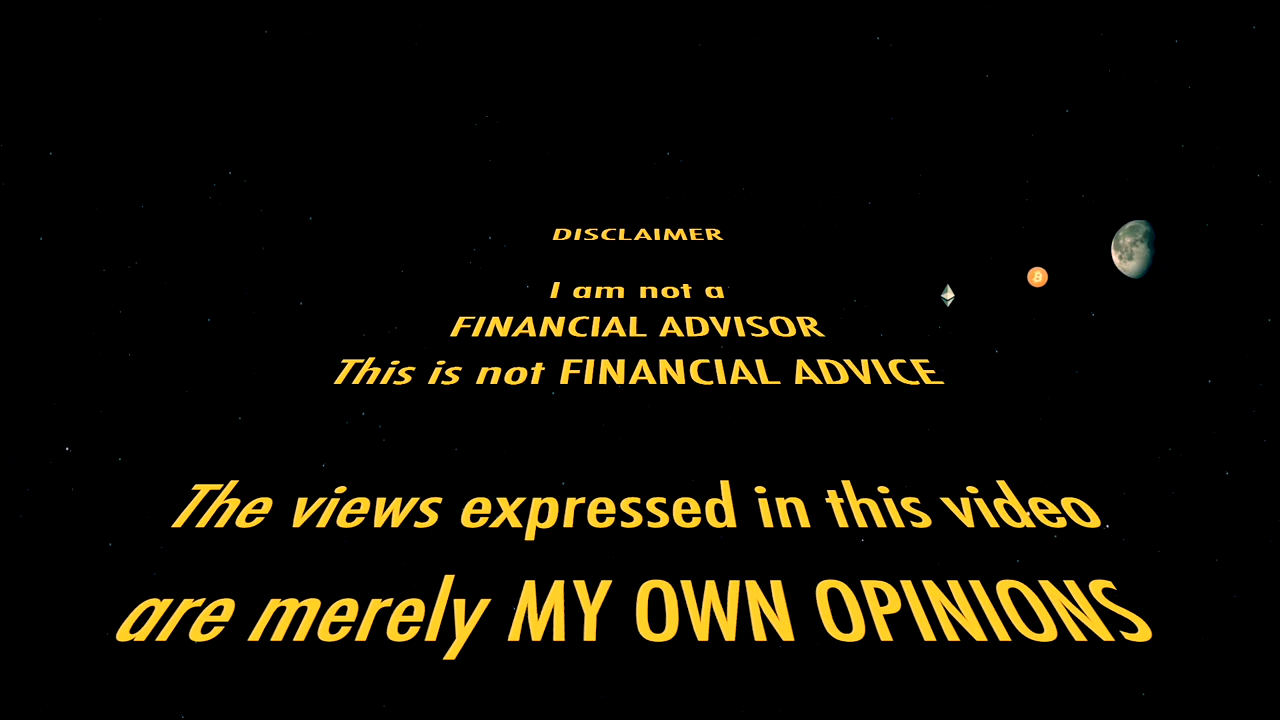 DISCLAIMER
I am not a
FINANCIAL ADVISOR
This is not FINANCIAL ADVICE
The views expressed in this video
are merely MY OWN OPINIONS